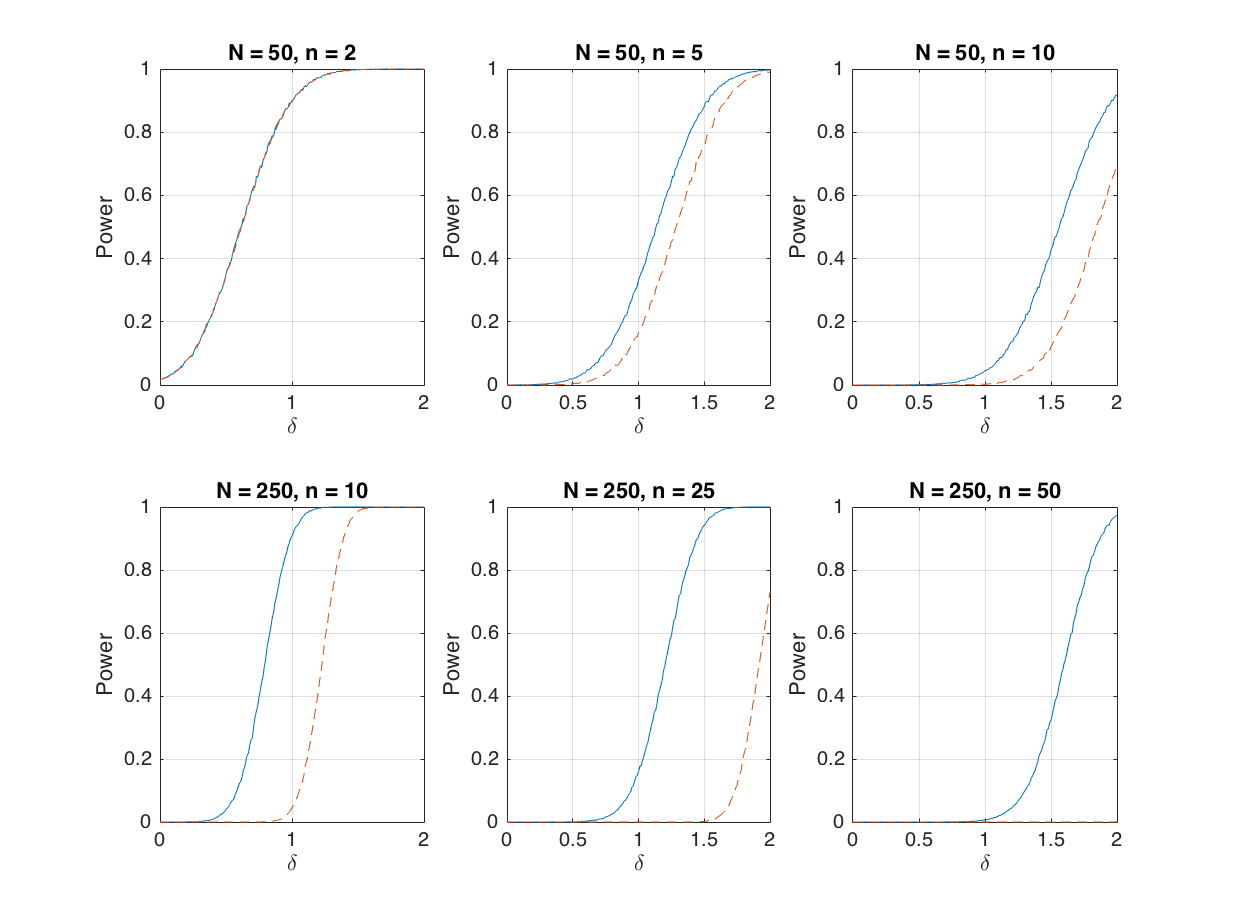 N = 50, n = 2
Power
1
0.8
0.6
0.4
0.2
0
0 1 2
δ
N = 50, n = 5
Power
1
0.8
0.6
0.4
0.2
0
0 0.5 1 1.5 2
δ
N = 50, n = 10
Power
1
0.8
0.6
0.4
0.2
0
0 0.5 1 1.5 2
δ
N = 250, n = 10
Power
1
0.8
0.6
0.4
0.2
0
0 1 2
δ
N = 250, n = 25
Power
1
0.8
0.6
0.4
0.2
0
0 0.5 1 1.5 2
δ
N = 250, n = 50
Power
1
0.8
0.6
0.4
0.2
0
0 0.5 1 1.5 2
δ